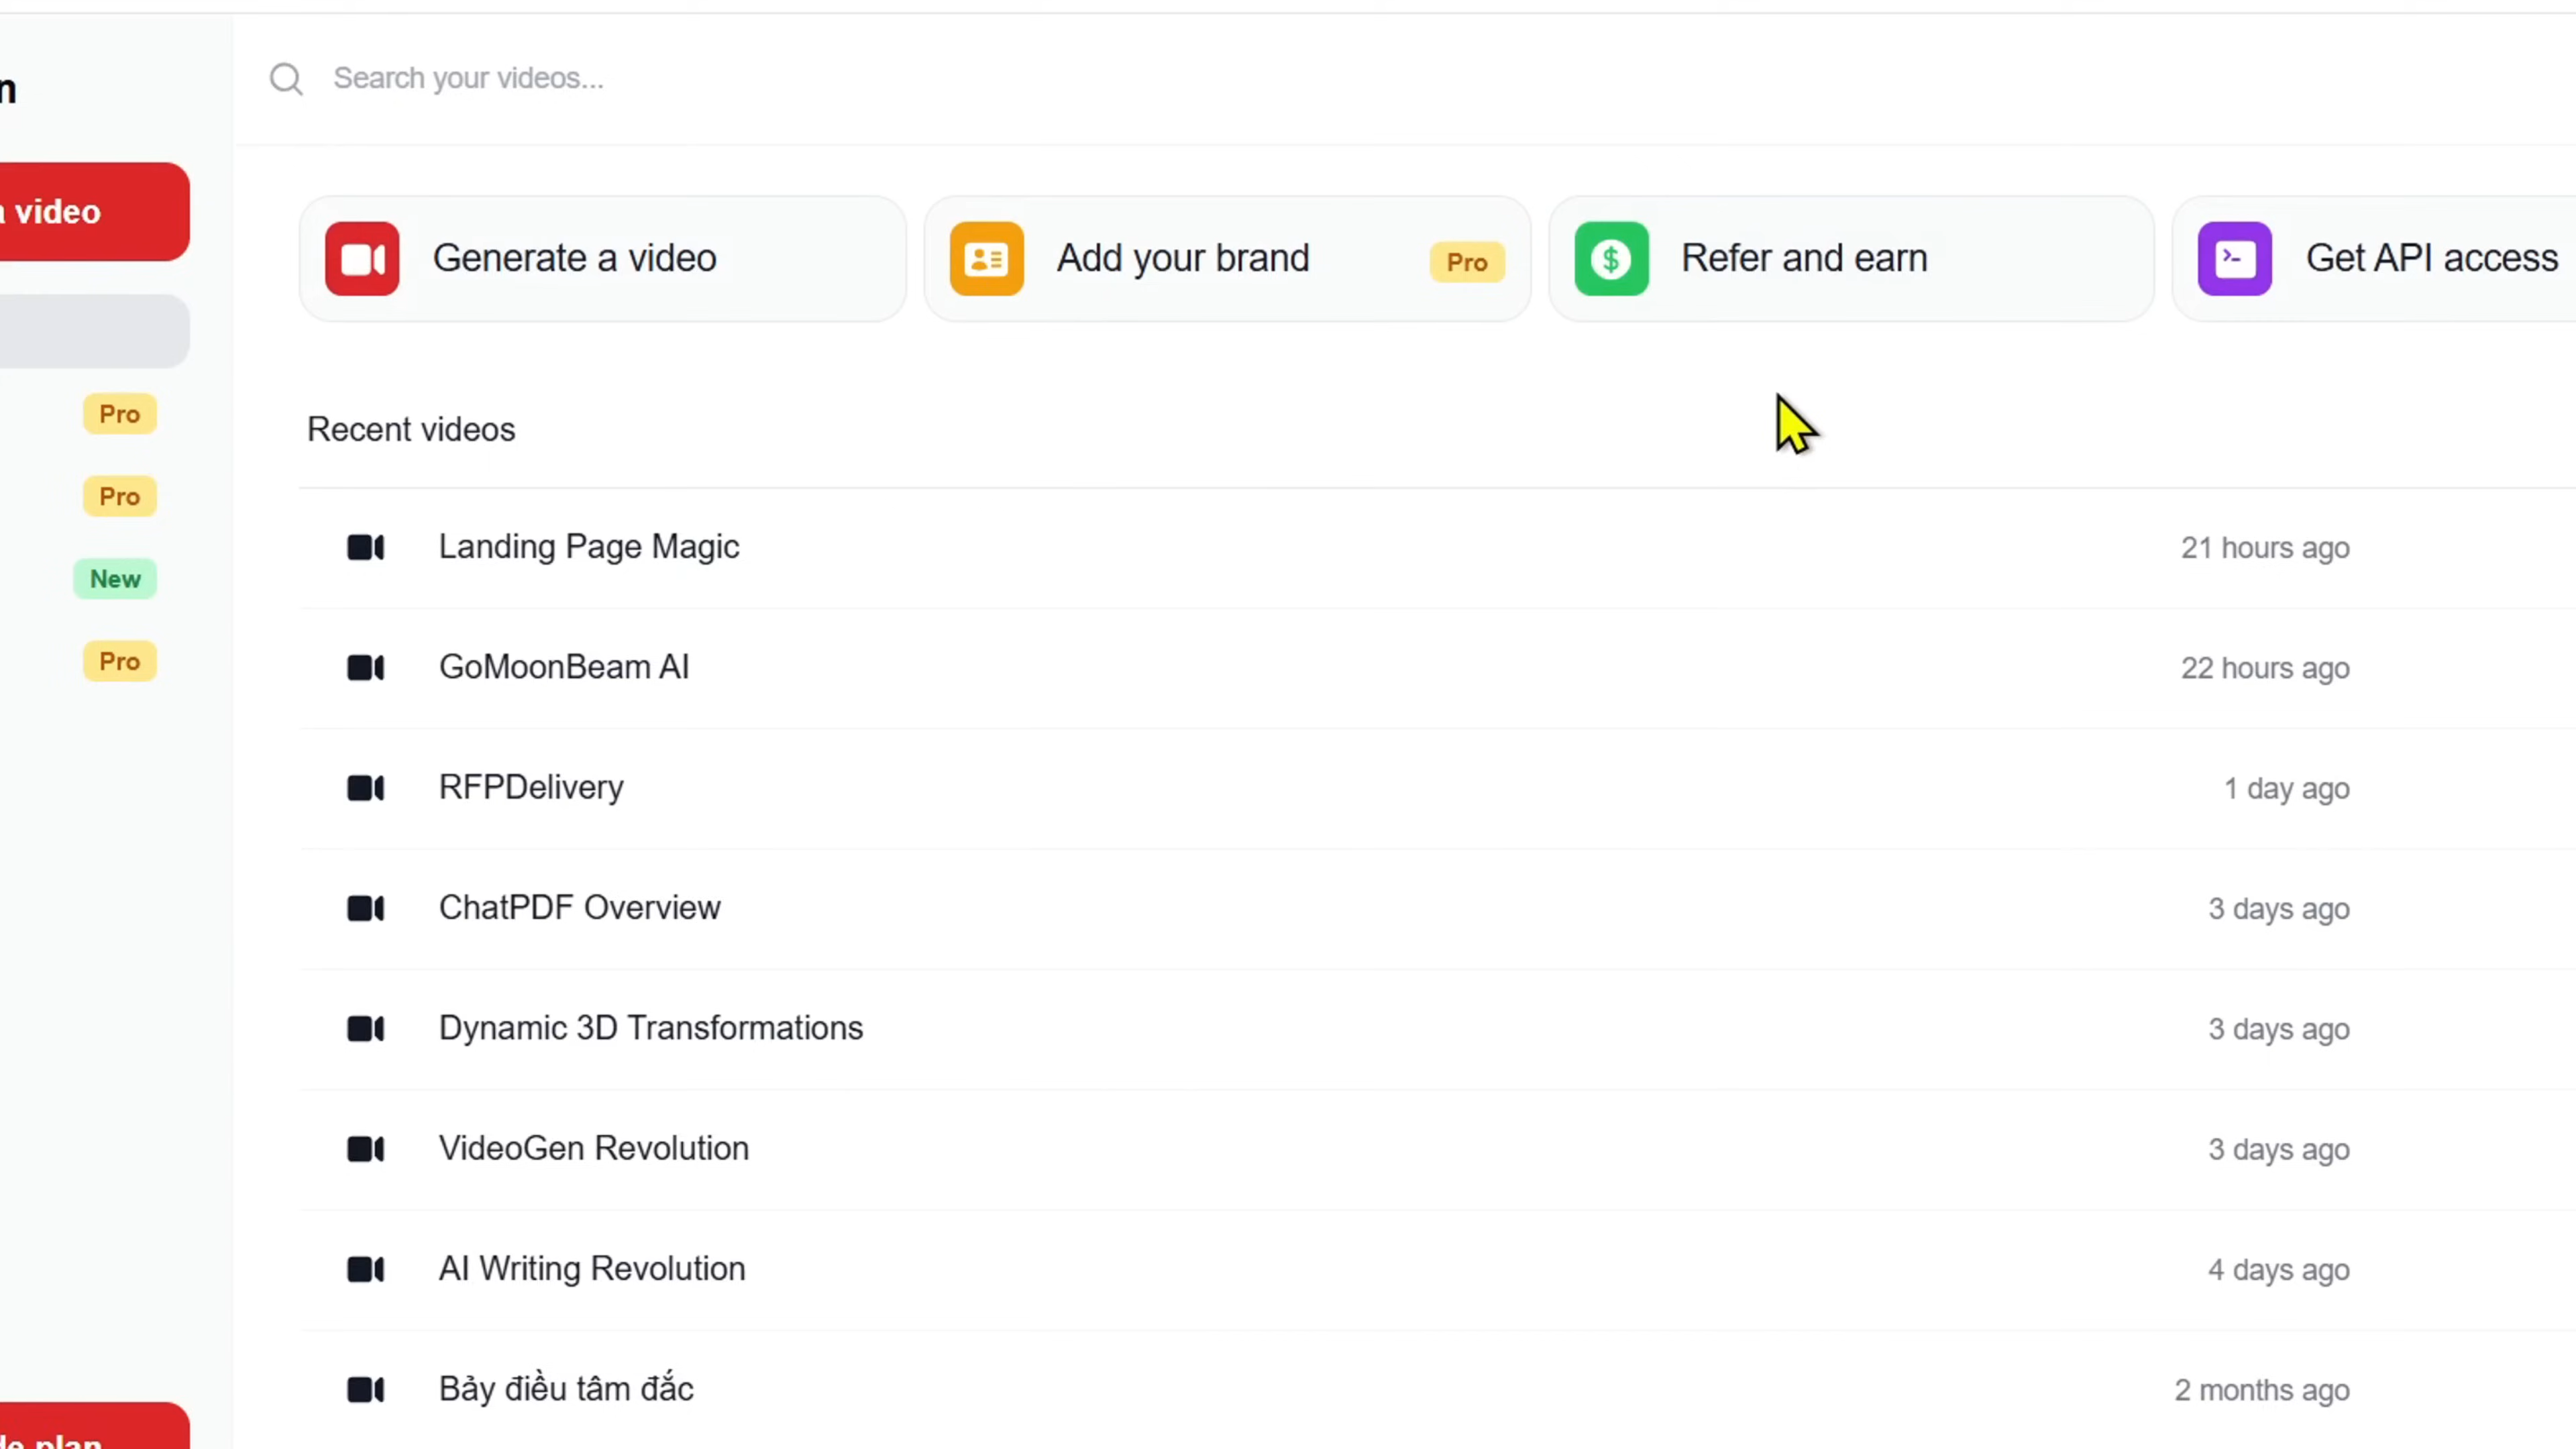 Search your videos...
a video
Generate a video
Add your brand
Pro
Refer and earn
Get API access
Pro
Pro
New
Pro
Recent videos
Landing Page Magic
21 hours ago
GoMoonBeam AI
22 hours ago
RFPDelivery
1 day ago
ChatPDF Overview
3 days ago
Dynamic 3D Transformations
3 days ago
VideoGen Revolution
3 days ago
AI Writing Revolution
4 days ago
Bảy điều tâm đắc
2 months ago
plan